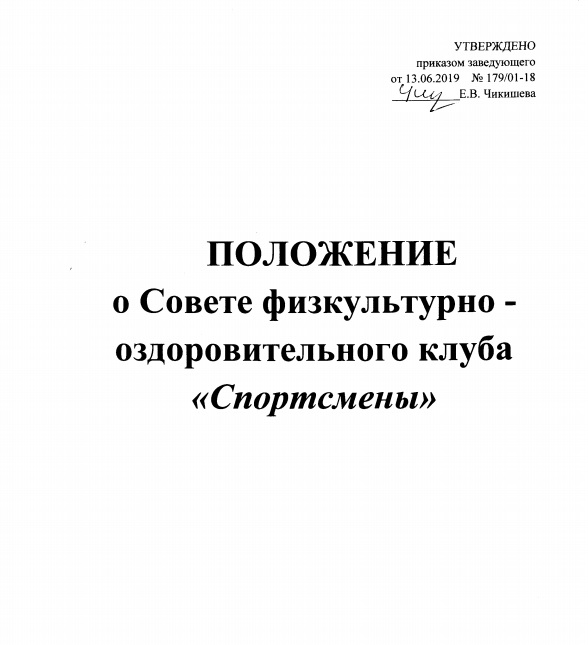 УТВЕРЖДЕНО
приказом заведующего
от 13.06.2019 № 179/01-18
Е.В. Чикишева
ПОЛОЖЕНИЕ
о Совете физкультурно -
оздоровительного клуба
«Спортсмены»